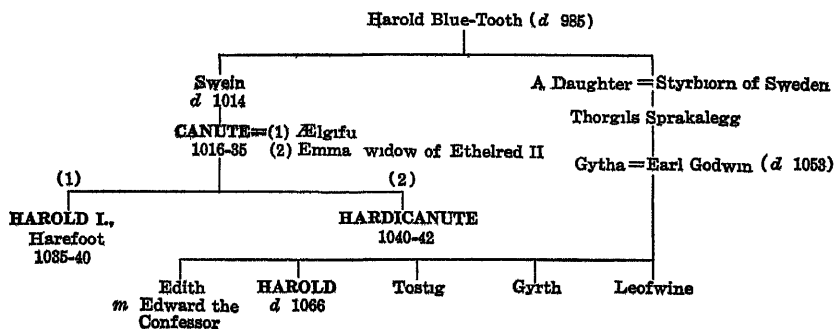 Harold Blue-Tooth (d 985)
Swein
d 1014
A Daughter = Styrbiorn of Sweden
CANUTE = (1) Ælgifu
1016-35 (2) Emma widow of Ethelred II
Thorgils Sprakalegg
Gytha = Earl Godwin (d 1053)
(1) (2)
HAROLD I.,
Harefoot
1035-40
HARDICANUTE
1040-42
Edith
m Edward the
Confessor
HAROLD
d 1066
Tostig
Gyrth
Leofwine